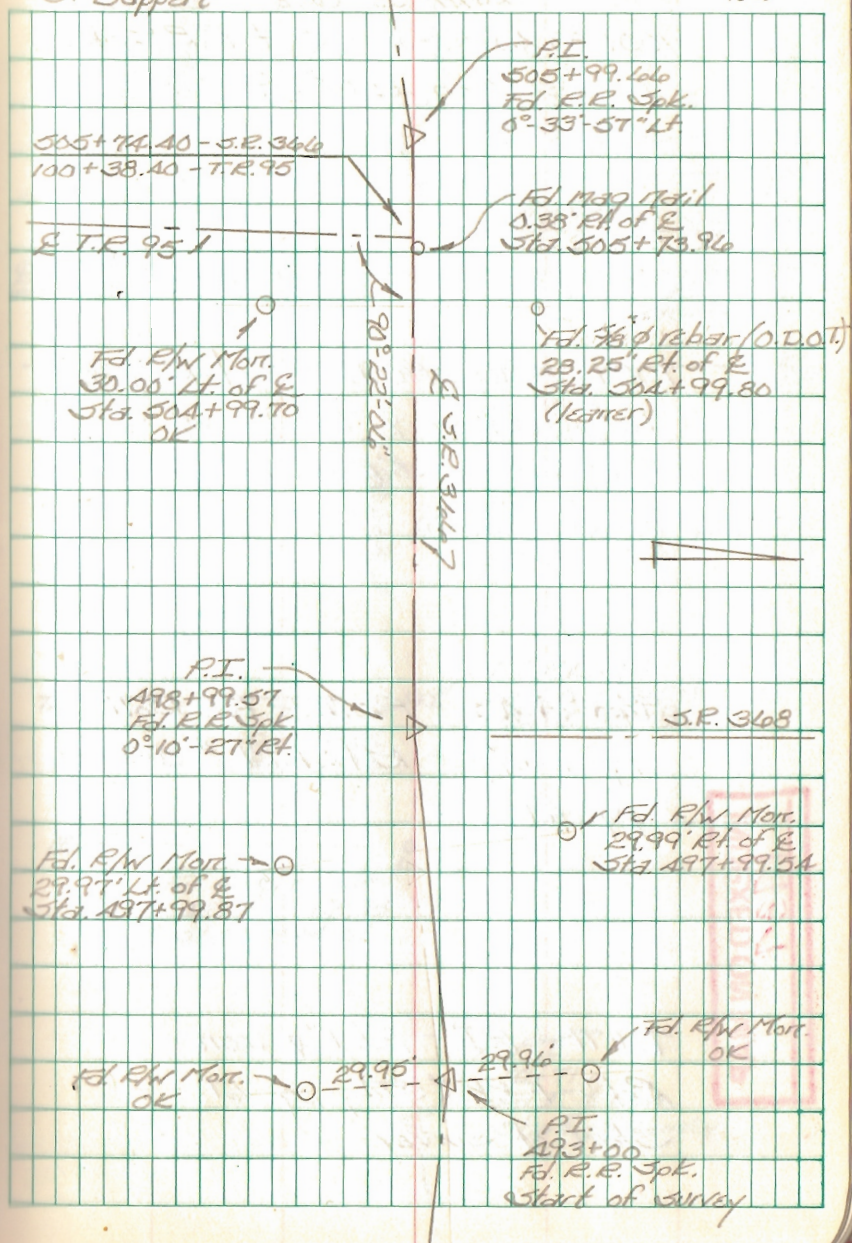 Support
P.I.
505+99.66
Fd. R.R. Spk.
0°-33'-57" Lt.
505+74.40 - S.R. 366
100+38.40 - T.R. 95
Fd. Mag Nail
0.38' Rt. of ℄
Sta. 505+73.96
℄ T.R. 95
90°-22'-06"
℄ S.R. 366
Fd. R/W Mon.
30.00' Lt. of ℄
Sta. 504+99.70
OK
Fd. 5/8" ø rebar (O.D.O.T.)
28.25' Rt. of ℄
Sta. 504+99.80
(leaner)
P.I.
498+99.57
Fd. R.R. Spk.
0°-10'-27" Rt.
S.R. 368
Fd. R/W Mon.
29.99' Rt. of ℄
Sta. 497+99.54
Fd. R/W Mon.
29.97' Lt. of ℄
Sta. 497+99.87
Fd. R/W Mon.
OK
29.95'
29.96'
Fd. R/W Mon.
OK
P.I.
493+00
Fd. R.R. Spk.
Start of Survey